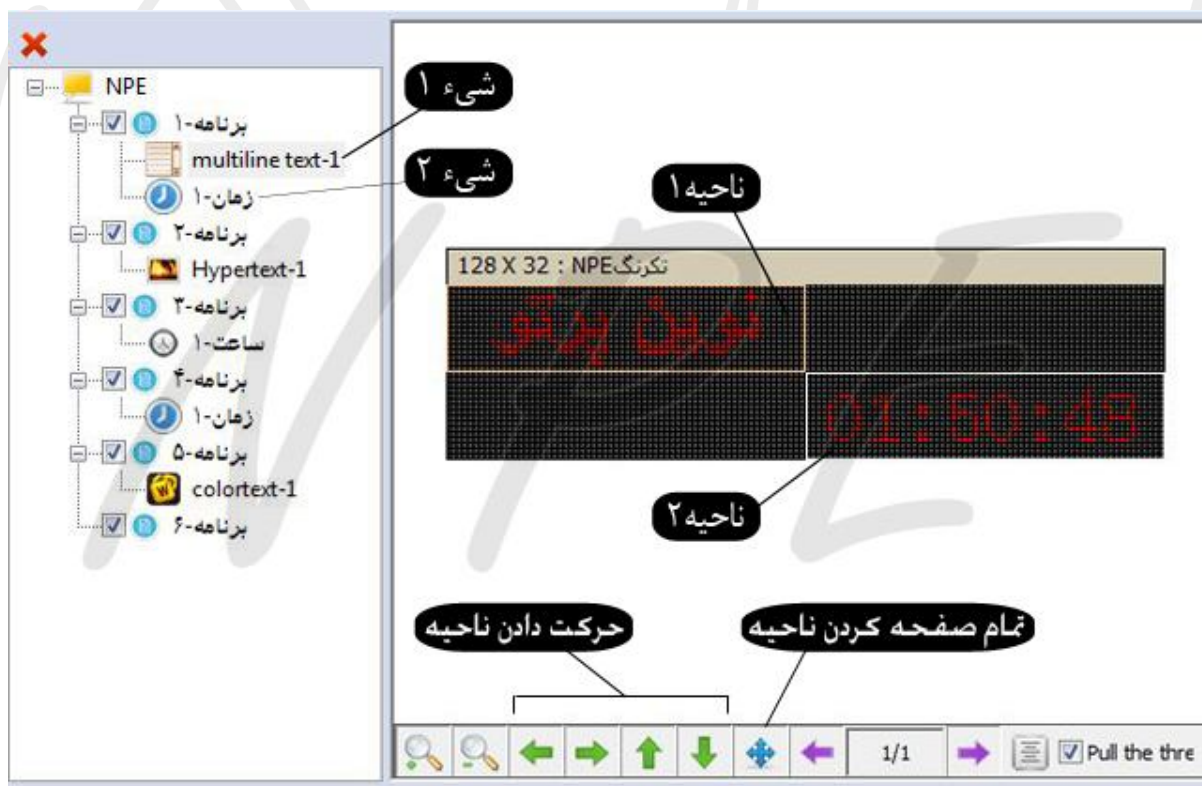 NPE
برنامه-۱
multiline text-1
زمان-۱
برنامه-۲
Hypertext-1
برنامه-۳
ساعت-۱
برنامه-۴
زمان-۱
برنامه-۵
colortext-1
برنامه-۶
شیء ۱
شیء ۲
ناحیه۱
128 X 32 : NPEتکرنگ
نوین پرتو
01:50:48
ناحیه۲
حرکت دادن ناحیه
تمام صفحه کردن ناحیه
1/1
Pull the thre
NPE